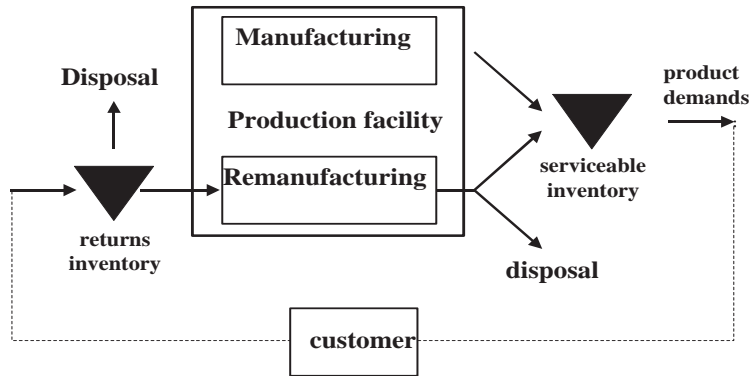 Manufacturing
Disposal
product
demands
Production facility
serviceable
inventory
Remanufacturing
returns
inventory
disposal
customer